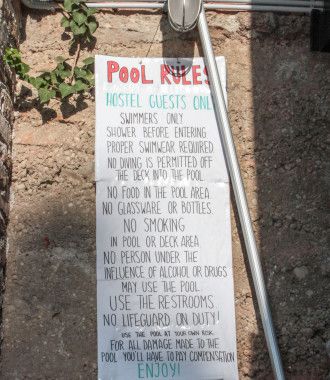 POOL RULES
HOSTEL GUESTS ONLY
SWIMMERS ONLY
SHOWER BEFORE ENTERING
PROPER SWIMWEAR REQUIRED
NO DIVING IS PERMITTED OFF
THE DECK INTO THE POOL.
NO FOOD IN THE POOL AREA.
NO GLASSWARE OR BOTTLES.
NO SMOKING
IN POOL OR DECK AREA.
NO PERSON UNDER THE
INFLUENCE OF ALCOHOL OR DRUGS
MAY USE THE POOL.
USE THE RESTROOMS.
NO LIFEGUARD ON DUTY!
USE THE POOL AT YOUR OWN RISK.
FOR ALL DAMAGE MADE TO THE
POOL YOU'LL HAVE TO PAY COMPENSATION
ENJOY!